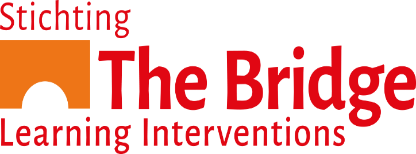 Stichting
The Bridge
Learning Interventions